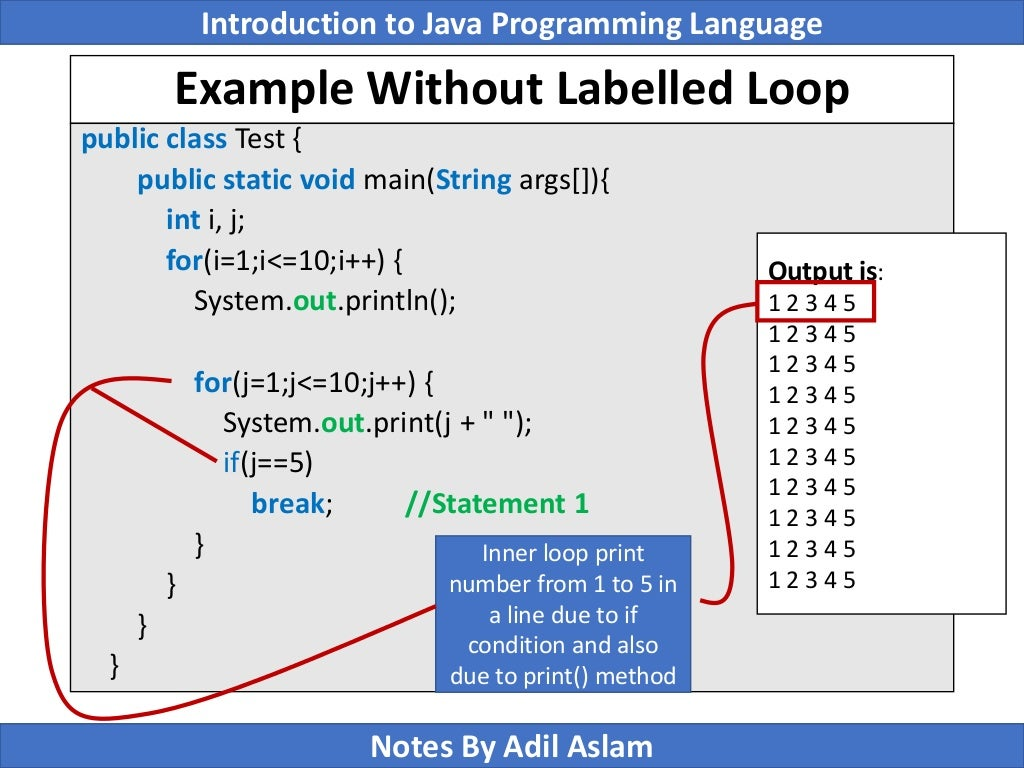 Introduction to Java Programming Language
Example Without Labelled Loop
public class Test {
public static void main(String args[]){
int i, j;
for(i=1;i<=10;i++) {
System.out.println();
for(j=1;j<=10;j++) {
System.out.print(j + " ");
if(j==5)
break; //Statement 1
}
}
}
}
Output is:
1 2 3 4 5
1 2 3 4 5
1 2 3 4 5
1 2 3 4 5
1 2 3 4 5
1 2 3 4 5
1 2 3 4 5
1 2 3 4 5
1 2 3 4 5
1 2 3 4 5
Inner loop print
number from 1 to 5 in
a line due to if
condition and also
due to print() method
Notes By Adil Aslam